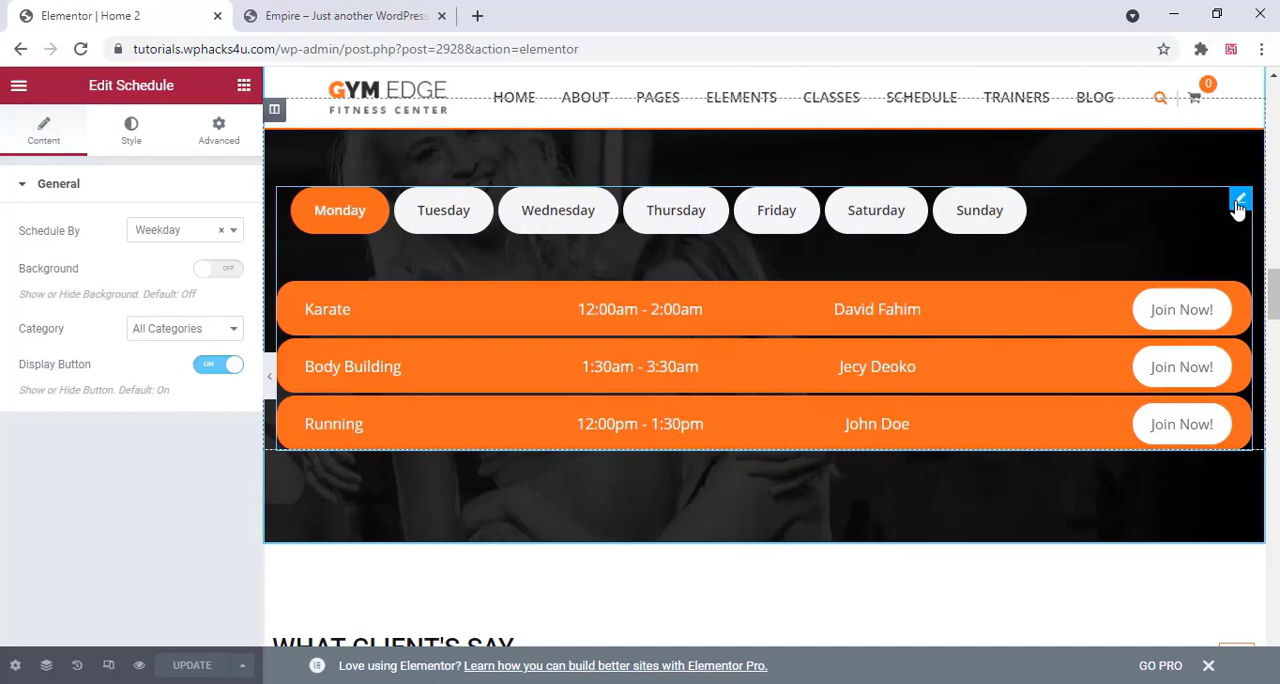 Elementor | Home 2
Empire – Just another WordPress
tutorials.wphacks4u.com/wp-admin/post.php?post=2928&action=elementor
Edit Schedule
Content
Style
Advanced
General
Schedule By
Weekday
Background
OFF
Show or Hide Background. Default: Off
Category
All Categories
Display Button
ON
Show or Hide Button. Default: On
UPDATE
GYM EDGE
FITNESS CENTER
HOME
ABOUT
PAGES
ELEMENTS
CLASSES
SCHEDULE
TRAINERS
BLOG
0
Monday
Tuesday
Wednesday
Thursday
Friday
Saturday
Sunday
Karate 12:00am - 2:00am David Fahim Join Now!
Body Building 1:30am - 3:30am Jecy Deoko Join Now!
Running 12:00pm - 1:30pm John Doe Join Now!
WHAT CLIENT'S SAY
Love using Elementor? Learn how you can build better sites with Elementor Pro.
GO PRO